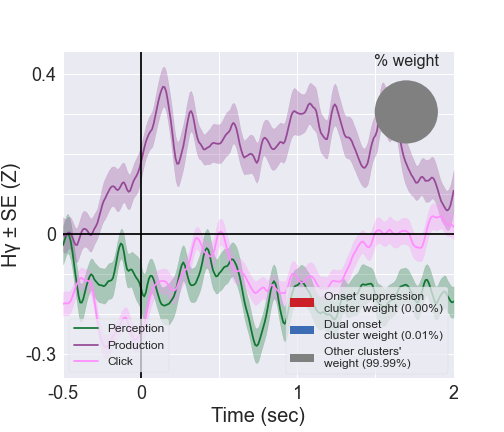 % weight
0.4
0
-0.3
Hγ ± SE (Z)
Perception
Production
Click
Onset suppression
cluster weight (0.00%)
Dual onset
cluster weight (0.01%)
Other clusters'
weight (99.99%)
-0.5
0
1
2
Time (sec)